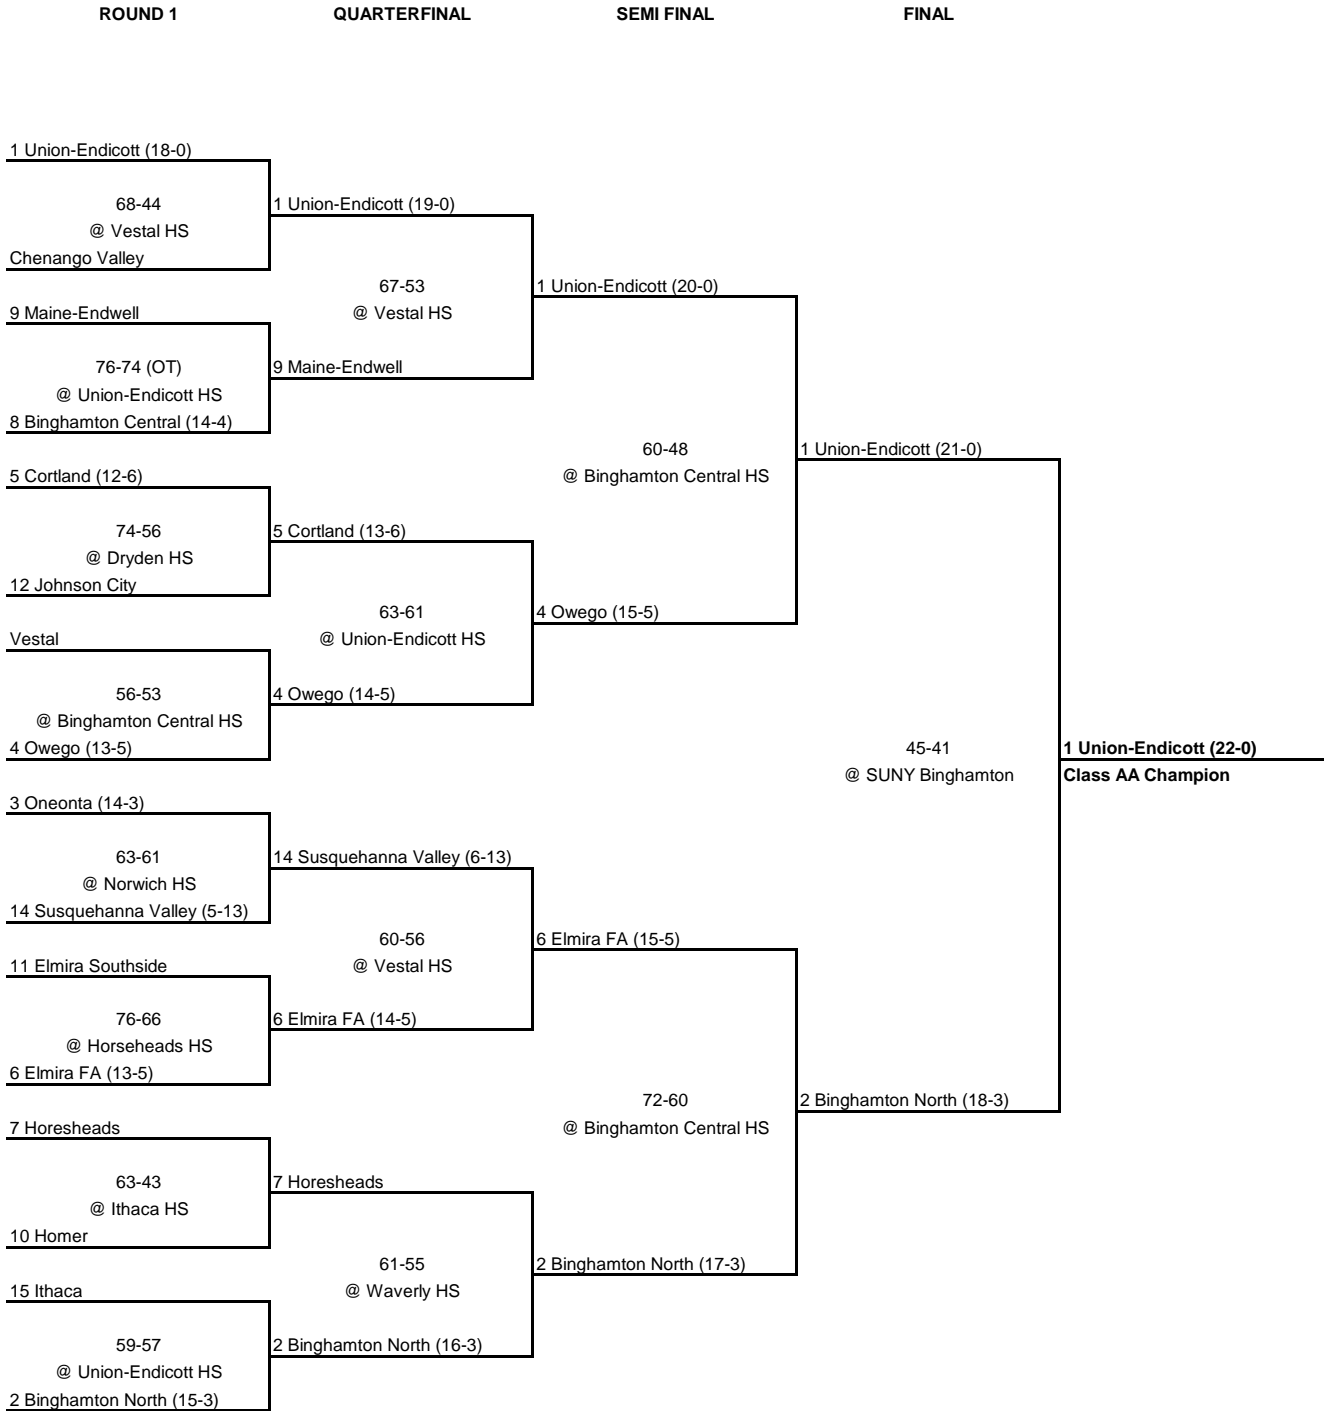 ROUND 1 QUARTERFINAL SEMI FINAL FINAL
1 Union-Endicott (18-0)
68-44 1 Union-Endicott (19-0)
@ Vestal HS
Chenango Valley
67-53 1 Union-Endicott (20-0)
9 Maine-Endwell @ Vestal HS
76-74 (OT) 9 Maine-Endwell
@ Union-Endicott HS
8 Binghamton Central (14-4)
60-48 1 Union-Endicott (21-0)
5 Cortland (12-6) @ Binghamton Central HS
74-56 5 Cortland (13-6)
@ Dryden HS
12 Johnson City
63-61 4 Owego (15-5)
Vestal @ Union-Endicott HS
56-53 4 Owego (14-5)
@ Binghamton Central HS
4 Owego (13-5) 45-41 1 Union-Endicott (22-0)
@ SUNY Binghamton Class AA Champion
3 Oneonta (14-3)
63-61 14 Susquehanna Valley (6-13)
@ Norwich HS
14 Susquehanna Valley (5-13)
60-56 6 Elmira FA (15-5)
11 Elmira Southside @ Vestal HS
76-66 6 Elmira FA (14-5)
@ Horseheads HS
6 Elmira FA (13-5)
72-60 2 Binghamton North (18-3)
7 Horesheads @ Binghamton Central HS
63-43 7 Horesheads
@ Ithaca HS
10 Homer
61-55 2 Binghamton North (17-3)
15 Ithaca @ Waverly HS
59-57 2 Binghamton North (16-3)
@ Union-Endicott HS
2 Binghamton North (15-3)